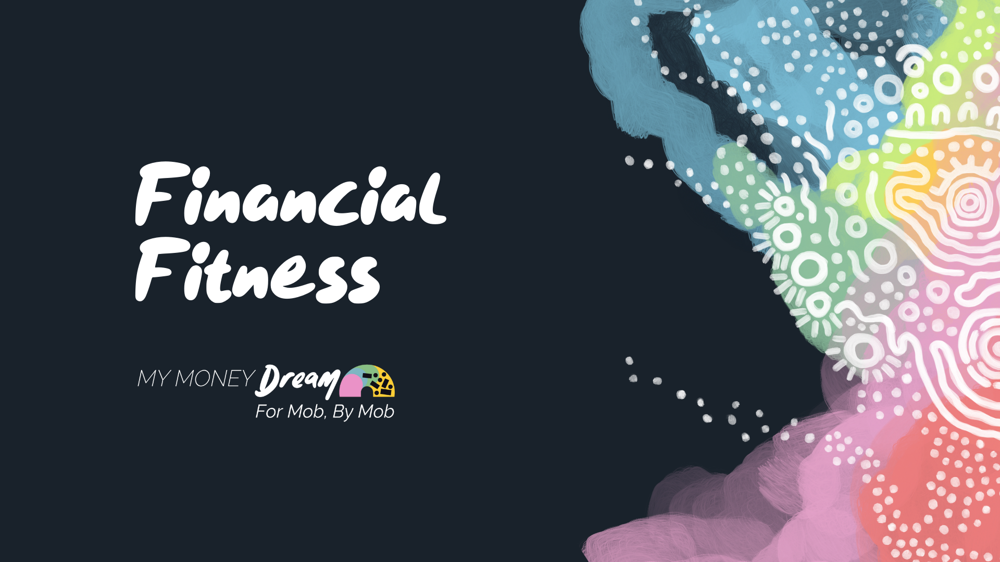 Financial
Fitness
MY MONEY Dream
For Mob, By Mob